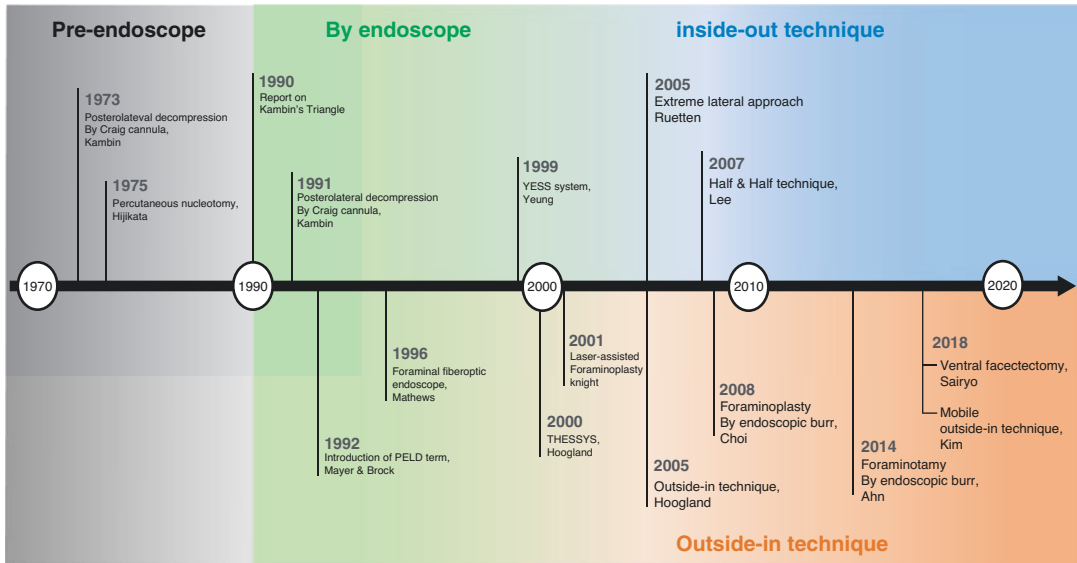 Pre-endoscope
By endoscope
inside-out technique
1973
Posterolateval decompression
By Craig cannula,
Kambin
1975
Percutaneous nucleotomy,
Hijikata
1990
Report on
Kambin's Triangle
1991
Posterolateral decompression
By Craig cannula,
Kambin
1999
YESS system,
Yeung
2005
Extreme lateral approach
Ruetten
2007
Half & Half technique,
Lee
1970
1990
2000
2010
2020
1992
Introduction of PELD term,
Mayer & Brock
1996
Foraminal fiberoptic
endoscope,
Mathews
2000
THESSYS,
Hoogland
2001
Laser-assisted
Foraminoplasty
knight
2005
Outside-in technique,
Hoogland
2008
Foraminoplasty
By endoscopic burr,
Choi
2014
Foraminotamy
By endoscopic burr,
Ahn
2018
Ventral facectectomy,
Sairyo
Mobile
outside-in technique,
Kim
Outside-in technique